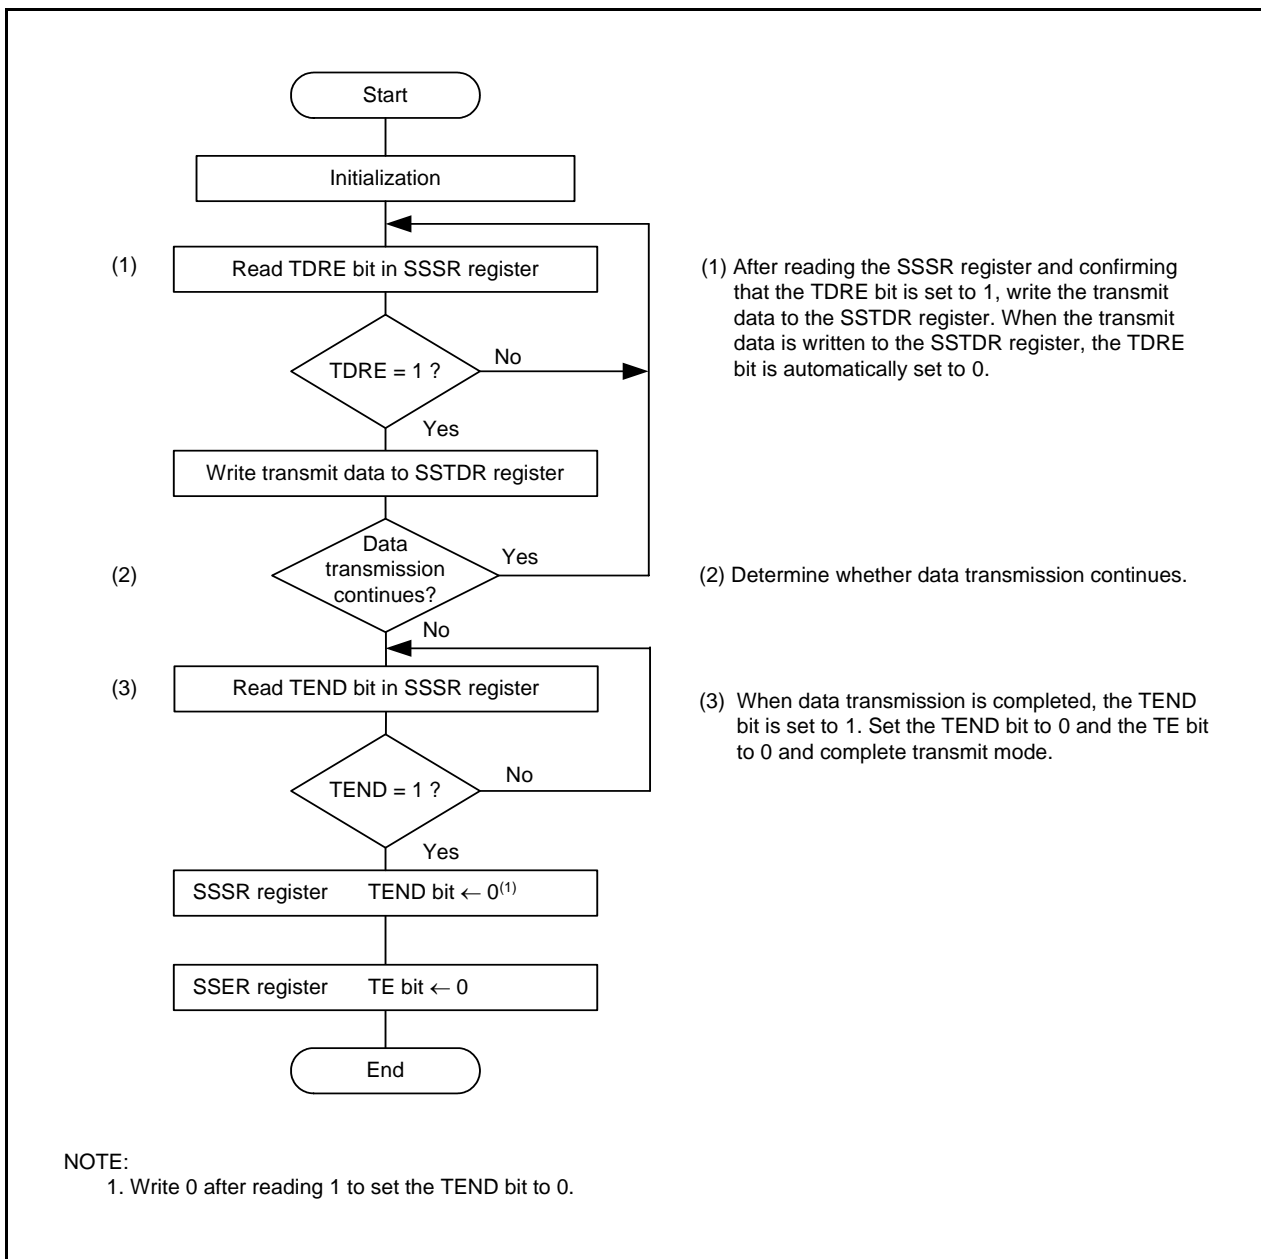 Start
Initialization
(1)
Read TDRE bit in SSSR register
TDRE = 1 ?
No
Yes
Write transmit data to SSTDR register
(1) After reading the SSSR register and confirming
that the TDRE bit is set to 1, write the transmit
data to the SSTDR register. When the transmit
data is written to the SSTDR register, the TDRE
bit is automatically set to 0.
(2)
Data
transmission
continues?
Yes
No
(2) Determine whether data transmission continues.
(3)
Read TEND bit in SSSR register
TEND = 1 ?
No
Yes
(3) When data transmission is completed, the TEND
bit is set to 1. Set the TEND bit to 0 and the TE bit
to 0 and complete transmit mode.
SSSR register TEND bit ← 0(1)
SSER register TE bit ← 0
End
NOTE:
1. Write 0 after reading 1 to set the TEND bit to 0.